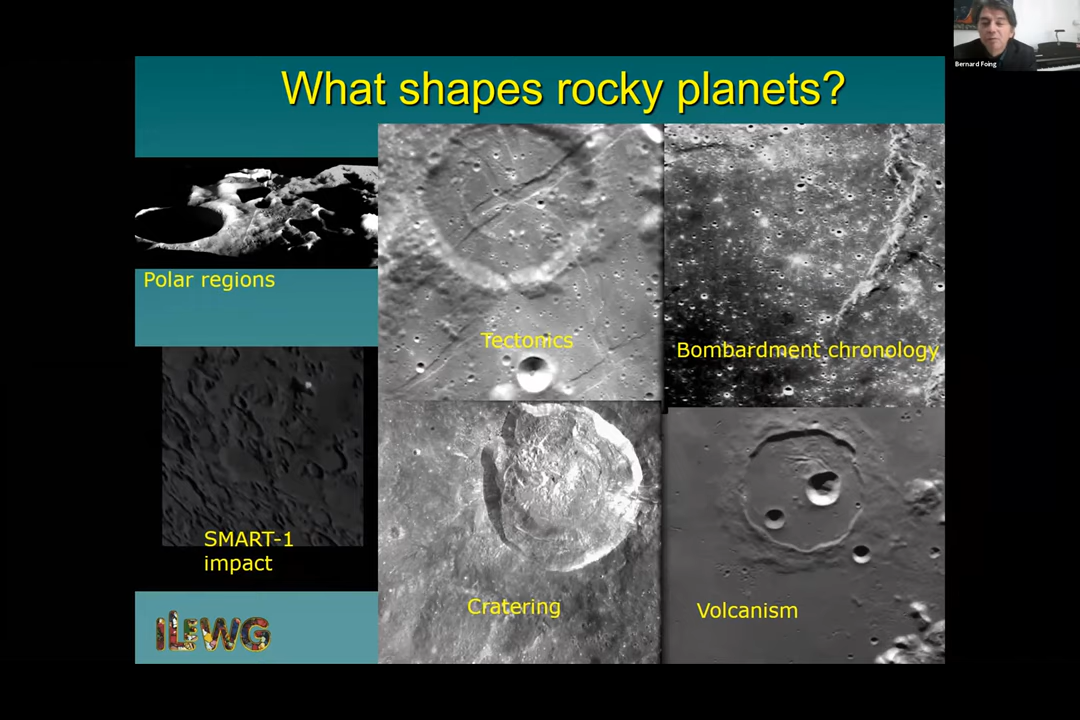 Bernard Foing
What shapes rocky planets?
Polar regions
Tectonics
Bombardment chronology
SMART-1
impact
Cratering
Volcanism
ILEWG